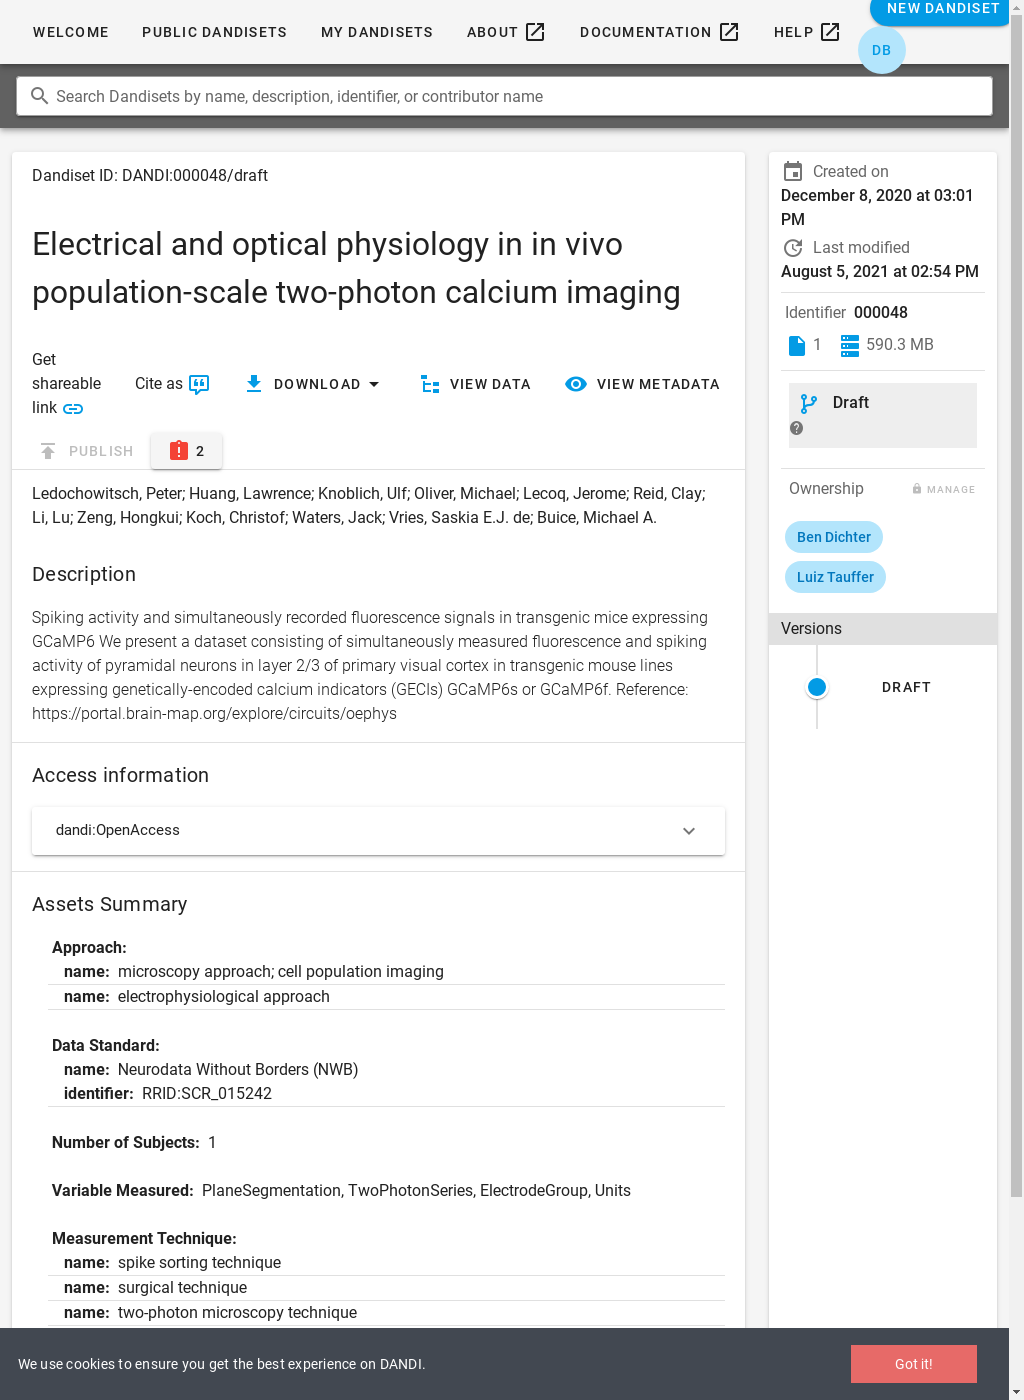 WELCOME PUBLIC DANDISETS MY DANDISETS ABOUT DOCUMENTATION HELP NEW DANDISET
DB
Search Dandisets by name, description, identifier, or contributor name
Dandiset ID: DANDI:000048/draft
Electrical and optical physiology in in vivo
population-scale two-photon calcium imaging
Get
shareable
link
Cite as
DOWNLOAD
VIEW DATA
VIEW METADATA
PUBLISH
2
Ledochowitsch, Peter; Huang, Lawrence; Knoblich, Ulf; Oliver, Michael; Lecoq, Jerome; Reid, Clay;
Li, Lu; Zeng, Hongkui; Koch, Christof; Waters, Jack; Vries, Saskia E.J. de; Buice, Michael A.
Description
Spiking activity and simultaneously recorded fluorescence signals in transgenic mice expressing
GCaMP6 We present a dataset consisting of simultaneously measured fluorescence and spiking
activity of pyramidal neurons in layer 2/3 of primary visual cortex in transgenic mouse lines
expressing genetically-encoded calcium indicators (GECIs) GCaMP6s or GCaMP6f. Reference:
https://portal.brain-map.org/explore/circuits/oephys
Access information
dandi:OpenAccess
Assets Summary
Approach:
name: microscopy approach; cell population imaging
name: electrophysiological approach
Data Standard:
name: Neurodata Without Borders (NWB)
identifier: RRID:SCR_015242
Number of Subjects: 1
Variable Measured: PlaneSegmentation, TwoPhotonSeries, ElectrodeGroup, Units
Measurement Technique:
name: spike sorting technique
name: surgical technique
name: two-photon microscopy technique
Created on
December 8, 2020 at 03:01
PM
Last modified
August 5, 2021 at 02:54 PM
Identifier 000048
1 590.3 MB
Draft
Ownership MANAGE
Ben Dichter
Luiz Tauffer
Versions
DRAFT
We use cookies to ensure you get the best experience on DANDI.
Got it!